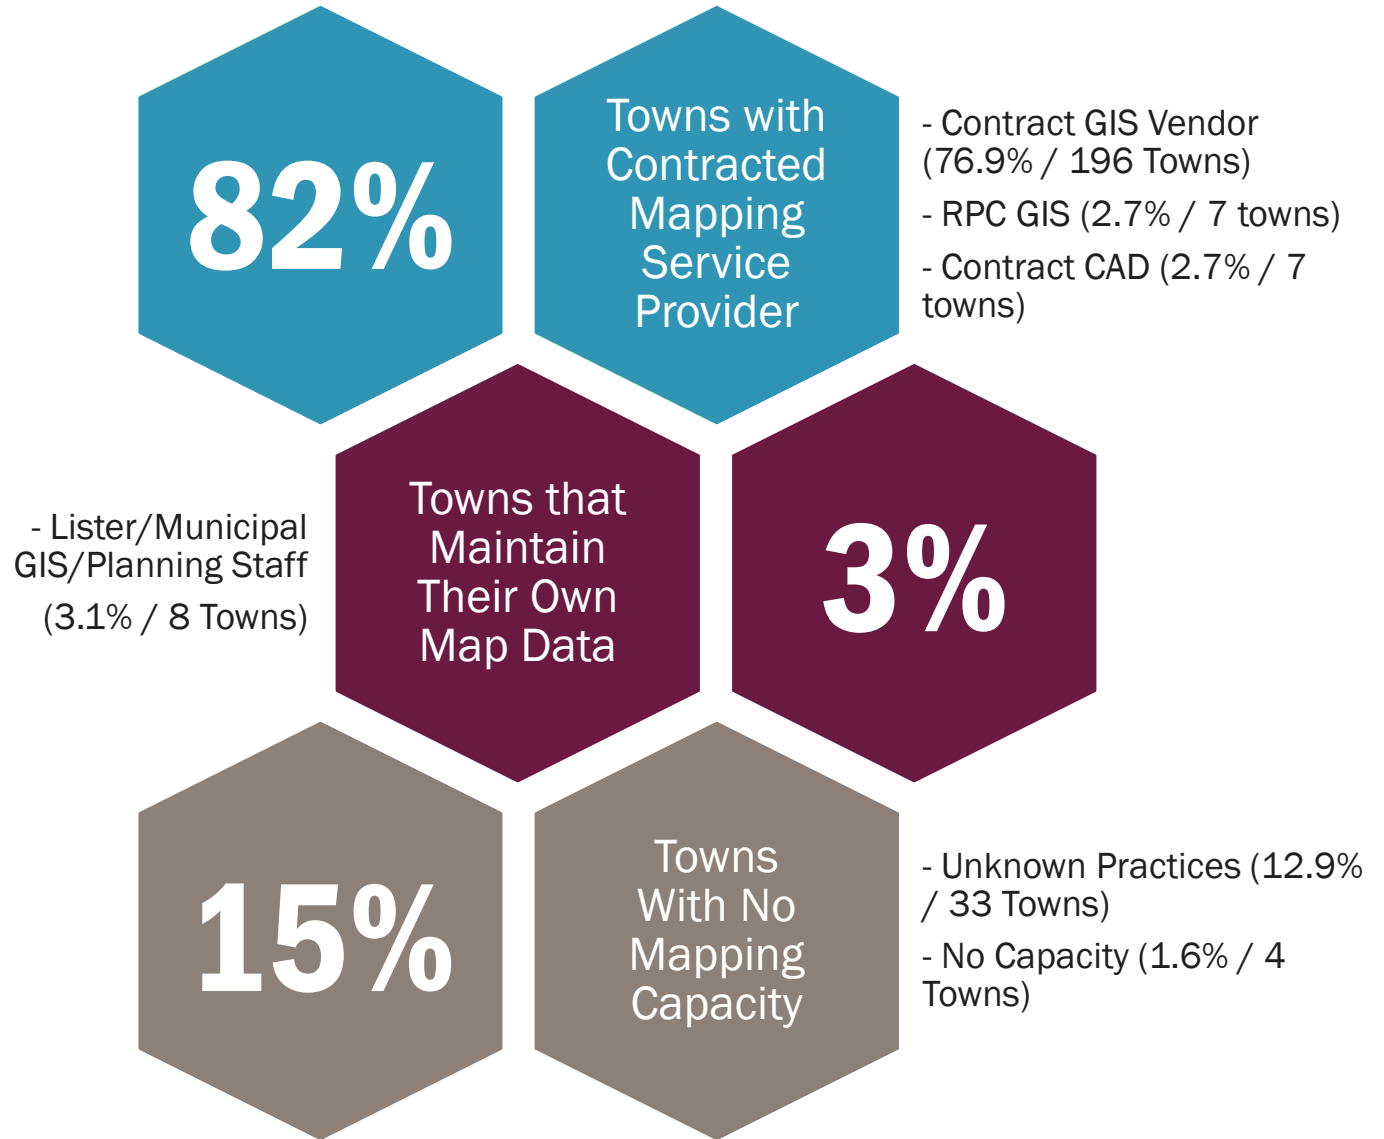 82%
Towns with
Contracted
Mapping
Service
Provider
- Contract GIS Vendor
(76.9% / 196 Towns)
- RPC GIS (2.7% / 7 towns)
- Contract CAD (2.7% / 7
towns)
- Lister/Municipal
GIS/Planning Staff
(3.1% / 8 Towns)
Towns that
Maintain
Their Own
Map Data
3%
15%
Towns
With No
Mapping
Capacity
- Unknown Practices (12.9%
/ 33 Towns)
- No Capacity (1.6% / 4
Towns)